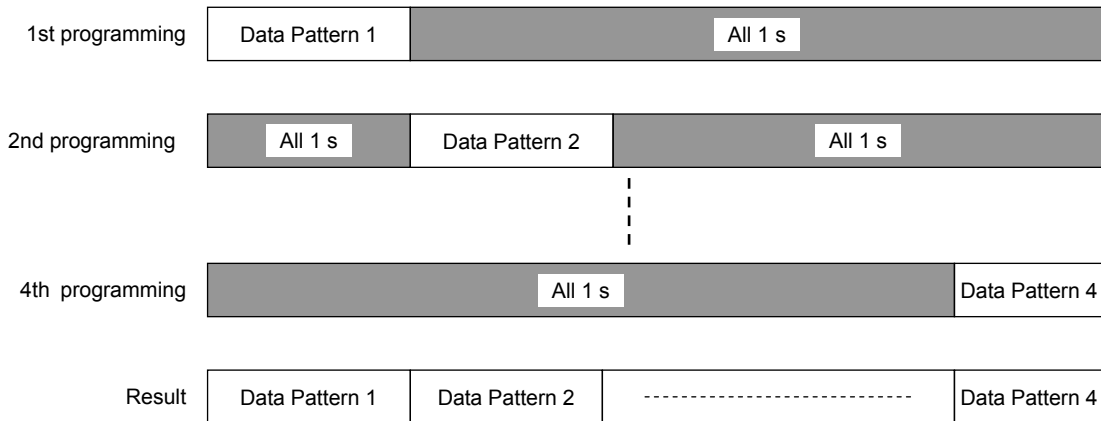 1st programming Data Pattern 1 All 1 s
2nd programming All 1 s Data Pattern 2 All 1 s
4th programming All 1 s Data Pattern 4
Result Data Pattern 1 Data Pattern 2 Data Pattern 4